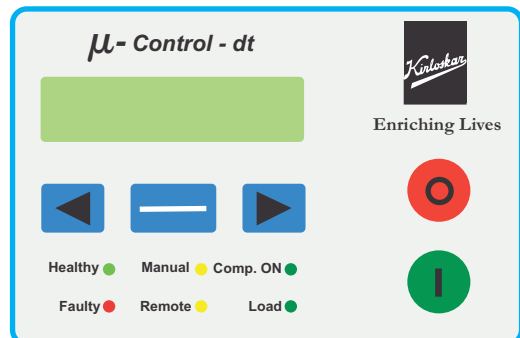 μ- Control - dt
Kirloskar
Enriching Lives
Healthy Manual Comp. ON
Faulty Remote Load